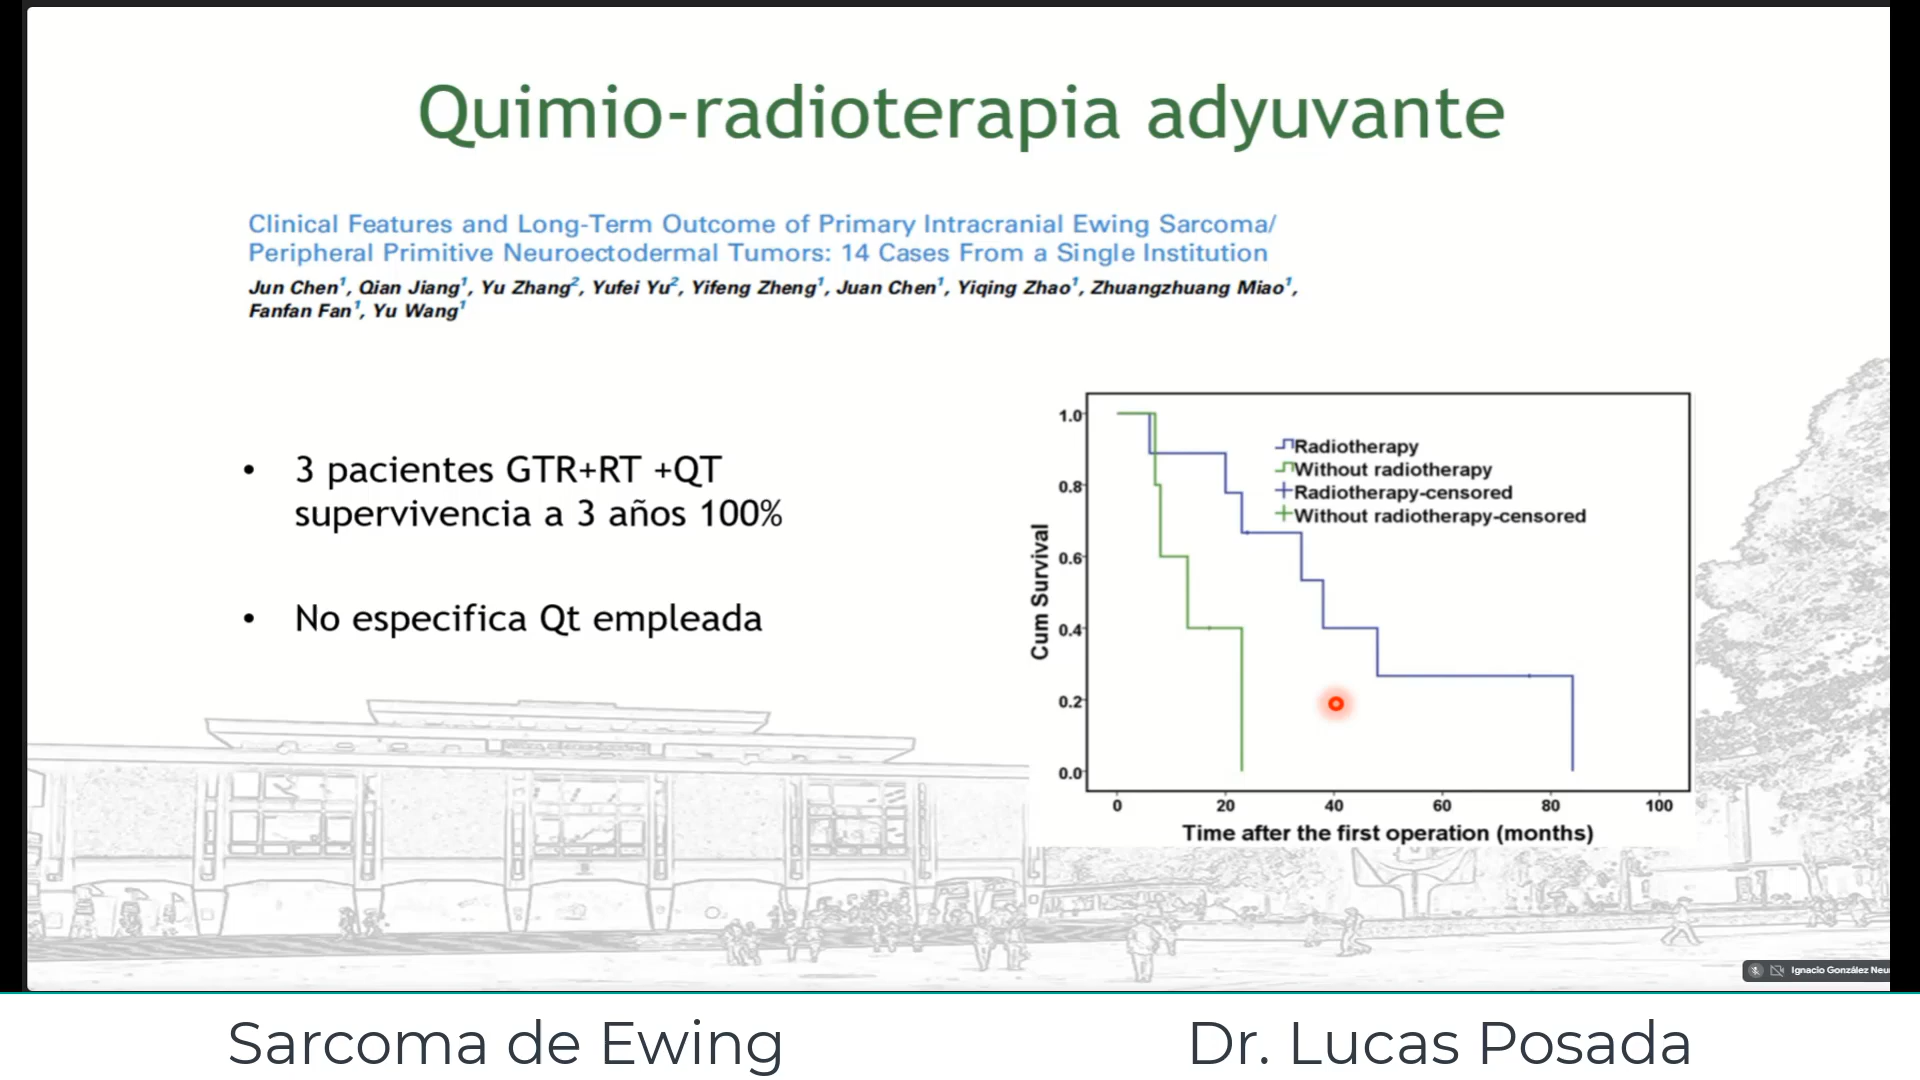 Quimio-radioterapia adyuvante
Clinical Features and Long-Term Outcome of Primary Intracranial Ewing Sarcoma/
Peripheral Primitive Neuroectodermal Tumors: 14 Cases From a Single Institution
Jun Chen1, Qian Jiang1, Yu Zhang2, Yufei Yu2, Yifeng Zheng1, Juan Chen1, Yiqing Zhao1, Zhuangzhuang Miao1,
Fanfan Fan1, Yu Wang1
• 3 pacientes GTR+RT +QT
supervivencia a 3 años 100%
• No especifica Qt empleada
Cum Survival
1.0
0.8
0.6
0.4
0.2
0.0
Radiotherapy
Without radiotherapy
Radiotherapy-censored
Without radiotherapy-censored
0 20 40 60 80 100
Time after the first operation (months)
Ignacio González Neu
Sarcoma de Ewing
Dr. Lucas Posada